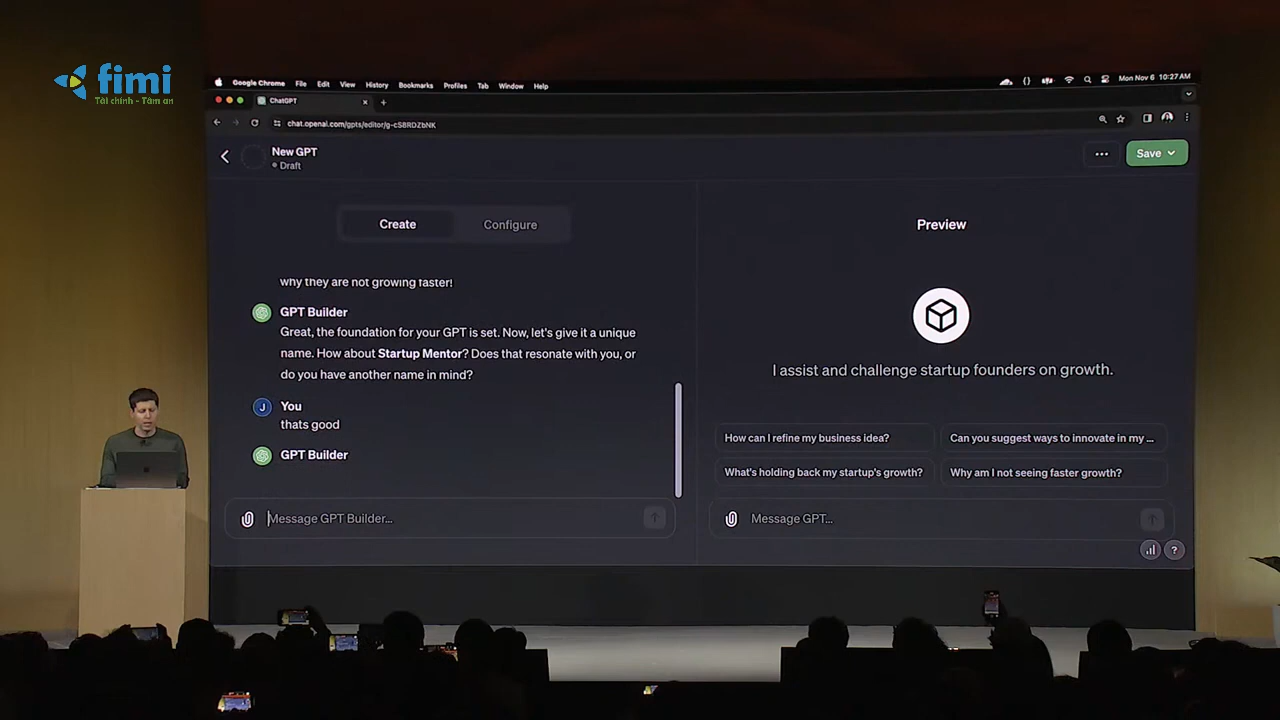 fimi
Tài chính - Tâm an
Google Chrome File Edit View History Bookmarks Profiles Tab Window Help
Mon Nov 6 10:27AM
ChatGPT
chat.openai.com/gpts/editor/g-cSBRDZbNK
New GPT
Draft
Save
Create
Configure
why they are not growing faster!
GPT Builder
Great, the foundation for your GPT is set. Now, let's give it a unique
name. How about Startup Mentor? Does that resonate with you, or
do you have another name in mind?
J
You
thats good
GPT Builder
Message GPT Builder...
Preview
I assist and challenge startup founders on growth.
How can I refine my business idea?
Can you suggest ways to innovate in my ...
What's holding back my startup's growth?
Why am I not seeing faster growth?
Message GPT...
?